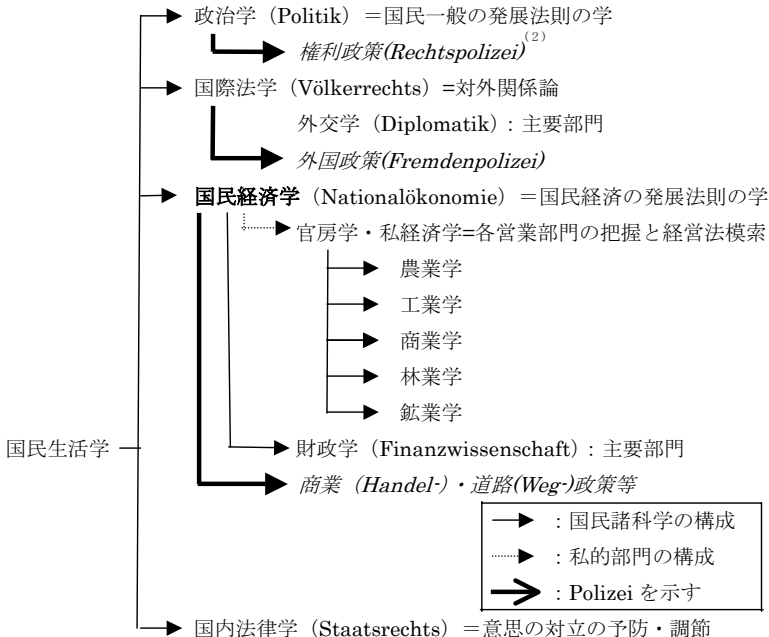 政治学（Politik）＝国民一般の発展法則の学
権利政策(Rechtspolizei)(2)
国際法学（Völkerrechts）=対外関係論
外交学（Diplomatik）: 主要部門
外国政策(Fremdenpolizei)
国民経済学（Nationalökonomie）＝国民経済の発展法則の学
官房学・私経済学=各営業部門の把握と経営法模索
農業学
工業学
商業学
林業学
鉱業学
国民生活学
財政学（Finanzwissenschaft）: 主要部門
商業（Handel-）・道路(Weg-)政策等
：国民諸科学の構成
：私的部門の構成
：Polizei を示す
国内法律学（Staatsrechts）＝意思の対立の予防・調節